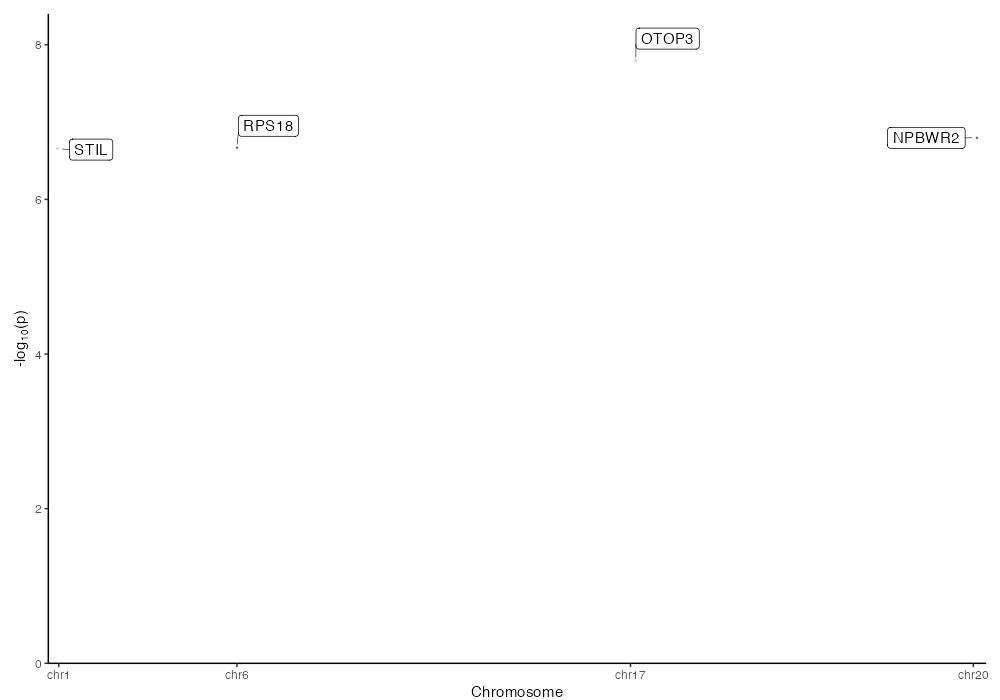 OTOP3
RPS18
NPBWR2
STIL
8
6
4
2
0
-log10(p)
chr1
chr6
chr17
chr20
Chromosome